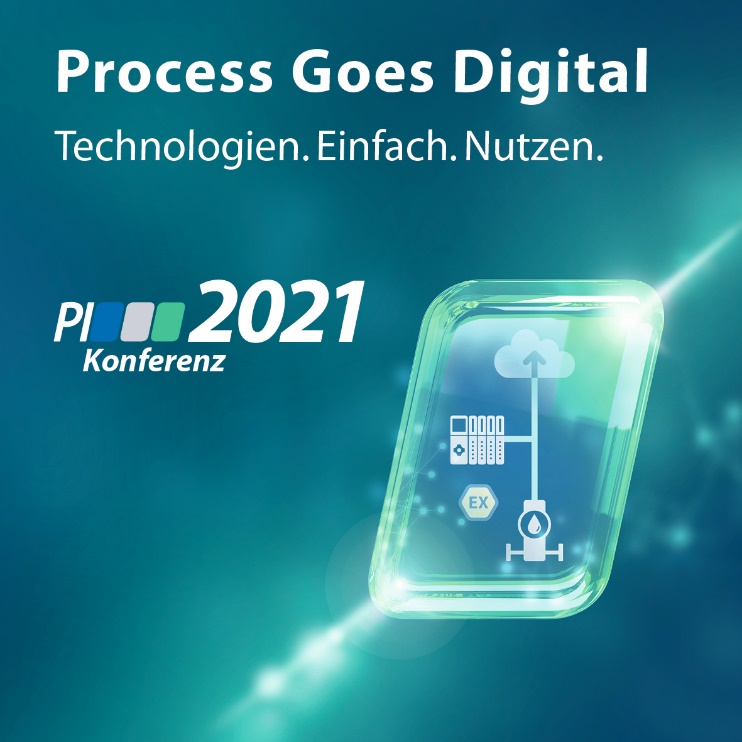 Process Goes Digital
Technologien. Einfach. Nutzen.
PI 2021
Konferenz
EX